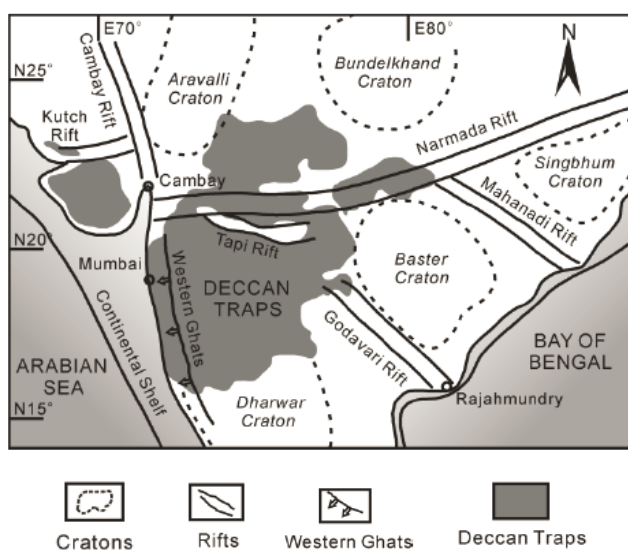 E70°
E80°
N
Bundelkhand
Craton
Aravalli
Craton
N25°
Cambay Rift
Kutch
Rift
Narmada Rift
Singbhum
Craton
Cambay
Mahanadi Rift
N20°
Tapi Rift
Baster
Craton
Mumbai
Western Ghats
DECCAN
TRAPS
Continental Shelf
Godavari Rift
BAY OF
BENGAL
ARABIAN
SEA
Rajahmundry
Dharwar
Craton
N15°
Cratons
Rifts
Western Ghats
Deccan Traps